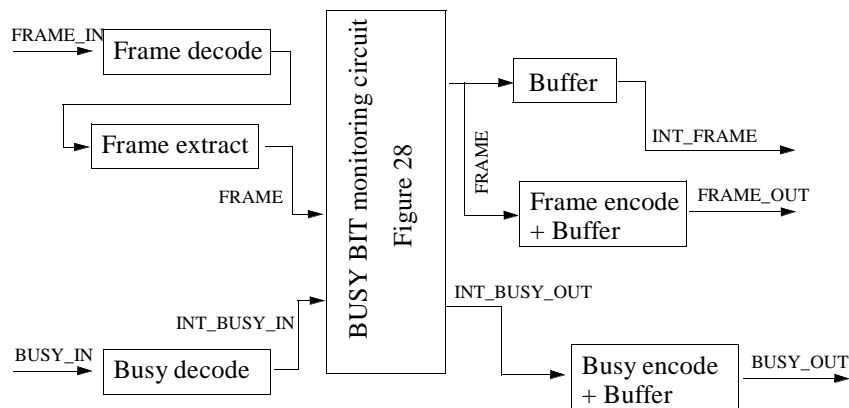 FRAME_IN
Frame decode
Frame extract
FRAME
INT_BUSY_IN
BUSY_IN
Busy decode
BUSY BIT monitoring circuit
Figure 28
Buffer
INT_FRAME
FRAME
Frame encode
+ Buffer
FRAME_OUT
INT_BUSY_OUT
Busy encode
+ Buffer
BUSY_OUT